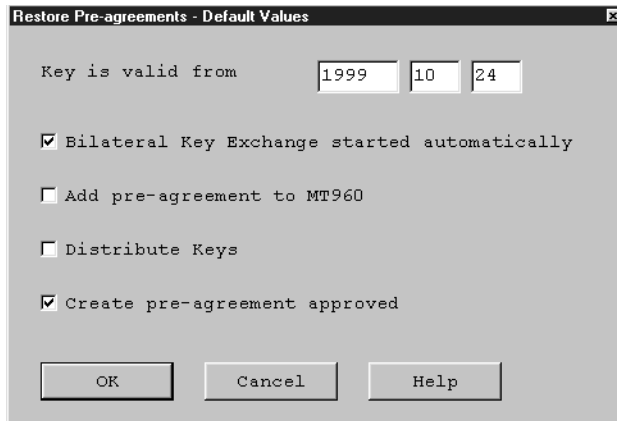 Restore Pre-agreements - Default Values
Key is valid from 1999 10 24
Bilateral Key Exchange started automatically
Add pre-agreement to MT960
Distribute Keys
Create pre-agreement approved
OK Cancel Help